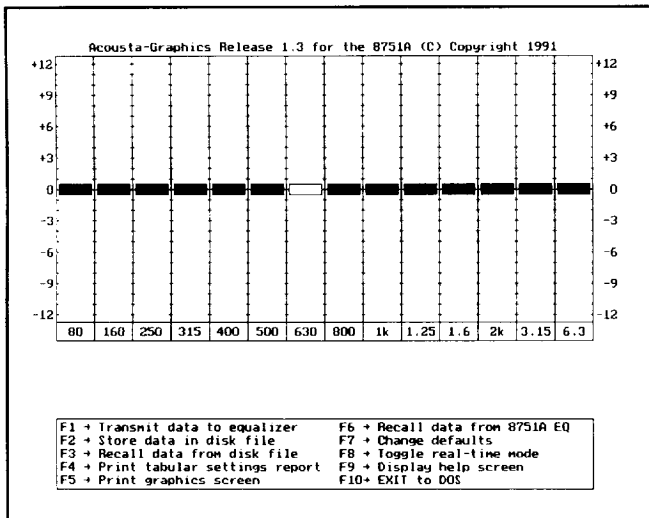 Acousta-Graphics Release 1.3 for the 8751A (C) Copyright 1991
+12 +12
+9 +9
+6 +6
+3 +3
0 0
-3 -3
-6 -6
-9 -9
-12 -12
80 160 250 315 400 500 630 800 1k 1.25 1.6 2k 3.15 6.3
F1 → Transmit data to equalizer F6 → Recall data from 8751A EQ
F2 → Store data in disk file F7 → Change defaults
F3 → Recall data from disk file F8 → Toggle real-time mode
F4 → Print tabular settings report F9 → Display help screen
F5 → Print graphics screen F10→ EXIT to DOS